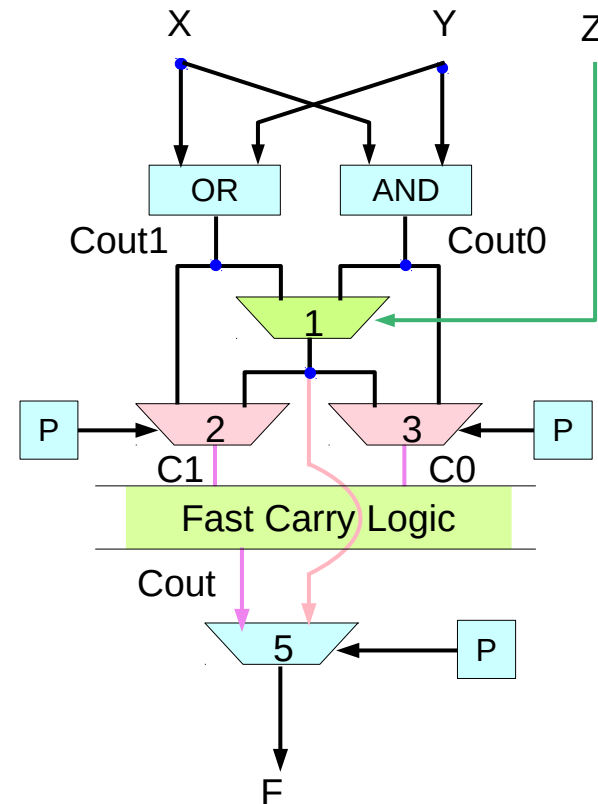 X Y Z
OR AND
Cout1 Cout0
1
P 2 3 P
C1 C0
Fast Carry Logic
Cout
5 P
F